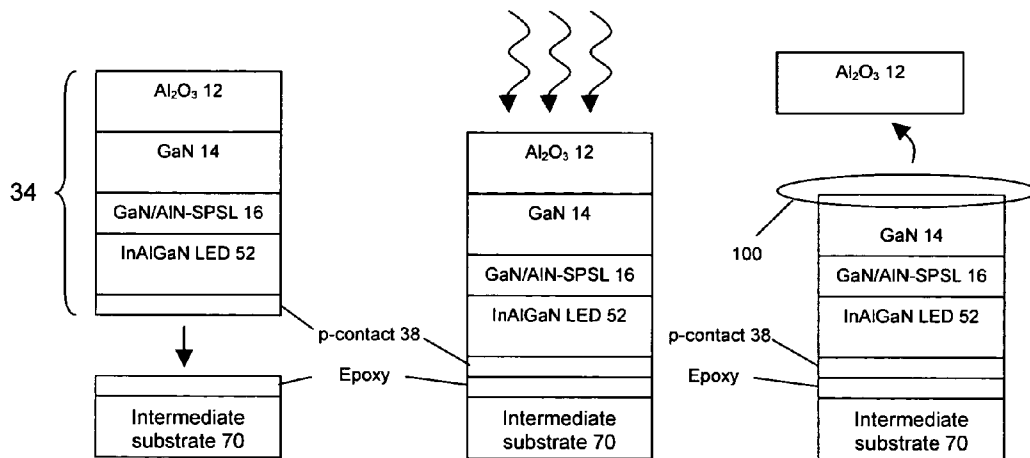 34
Al₂O₃ 12
GaN 14
GaN/AlN-SPSL 16
InAlGaN LED 52
p-contact 38
Epoxy
Intermediate
substrate 70
Al₂O₃ 12
GaN 14
GaN/AlN-SPSL 16
InAlGaN LED 52
Intermediate
substrate 70
Al₂O₃ 12
100
GaN 14
GaN/AlN-SPSL 16
InAlGaN LED 52
p-contact 38
Epoxy
Intermediate
substrate 70